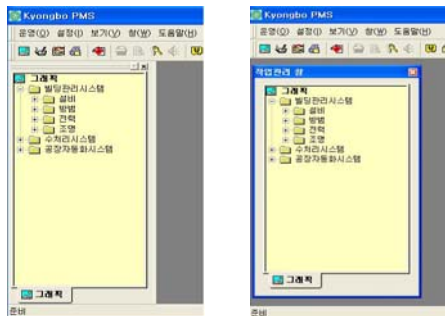 Kyongbo PMS
운영(O) 설정(I) 보기(V) 창(W) 도움말(H)
그래픽
빌딩관리시스템
설비
방범
전력
조명
수처리시스템
공장자동화시스템
그래픽
준비
Kyongbo PMS
운영(O) 설정(I) 보기(V) 창(W) 도움말(H)
작업관리 창
그래픽
빌딩관리시스템
설비
방범
전력
조명
수처리시스템
공장자동화시스템
그래픽
준비